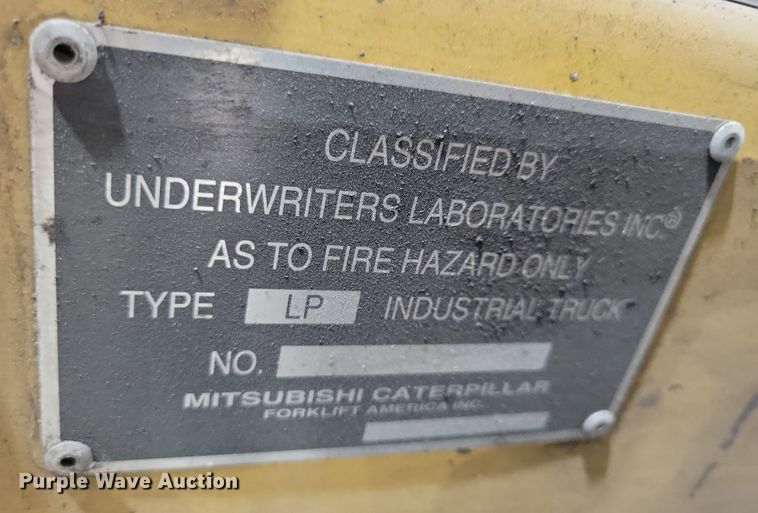 CLASSIFIED BY
UNDERWRITERS LABORATORIES INC®
AS TO FIRE HAZARD ONLY
TYPE LP INDUSTRIAL TRUCK
NO.
MITSUBISHI CATERPILLAR
FORKLIFT AMERICA INC.
Purple Wave Auction